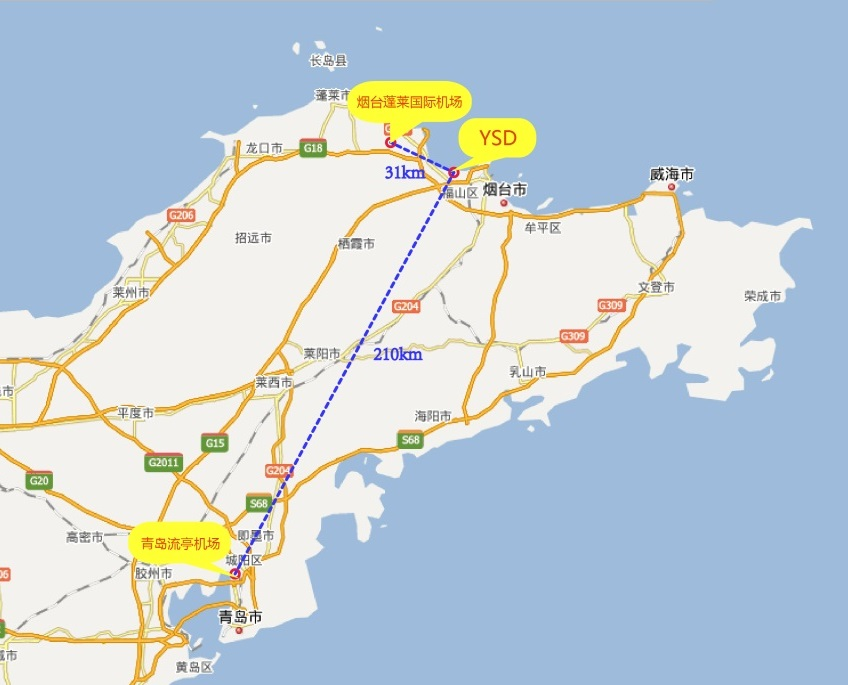 长岛县
蓬莱市
烟台蓬莱国际机场
YSD
龙口市
G18
31km
福山区
烟台市
威海市
G206
招远市
栖霞市
牟平区
莱州市
文登市
荣成市
G204
G309
G309
莱阳市
210km
莱西市
乳山市
平度市
海阳市
G15
S68
G2011
G204
G20
S68
高密市
青岛流亭机场
即墨市
城阳区
胶州市
青岛市
黄岛区